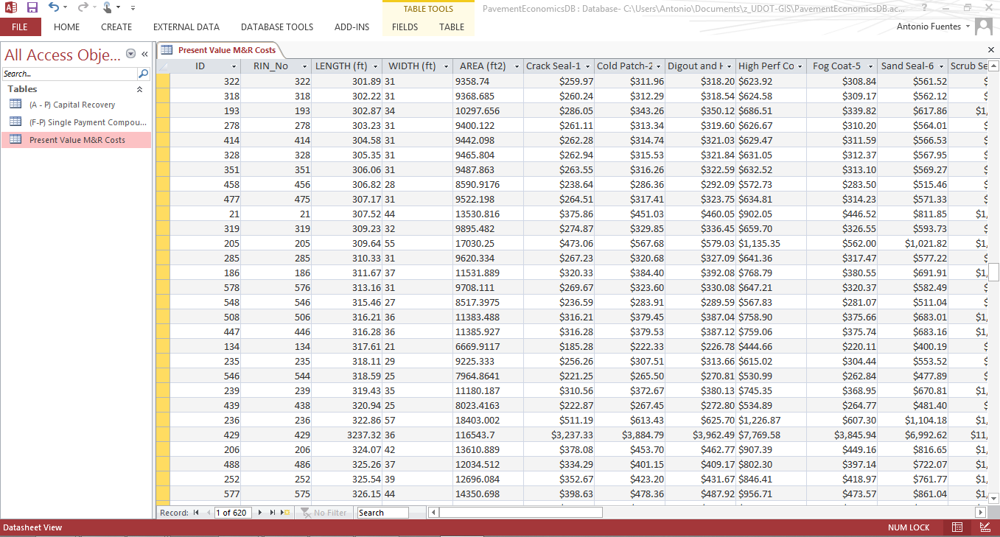 TABLE TOOLS PavementEconomicsDB : Database- C:\Users\Antonio\Documents\z_UDOT-GIS\PavementEconomicsDB.ac... ?
FILE HOME CREATE EXTERNAL DATA DATABASE TOOLS ADD-INS FIELDS TABLE Antonio Fuentes
All Access Obje... «
Search...
Tables
(A - P) Capital Recovery
(F-P) Single Payment Compou...
Present Value M&R Costs
Present Value M&R Costs
ID RIN_No LENGTH (ft) WIDTH (ft) AREA (ft2) Crack Seal-1 Cold Patch-2 Digout and High Perf Co Fog Coat-5 Sand Seal-6 Scrub Se
322 322 301.89 31 9358.74 $259.97 $311.96 $318.20 $623.92 $308.84 $561.52 $
318 318 302.22 31 9368.685 $260.24 $312.29 $318.54 $624.58 $309.17 $562.12 $
193 193 302.87 34 10297.656 $286.05 $343.26 $350.12 $686.51 $339.82 $617.86 $1,
278 278 303.23 31 9400.122 $261.11 $313.34 $319.60 $626.67 $310.20 $564.01 $
414 414 304.58 31 9442.098 $262.28 $314.74 $321.03 $629.47 $311.59 $566.53 $
328 328 305.35 31 9465.804 $262.94 $315.53 $321.84 $631.05 $312.37 $567.95 $
351 351 306.06 31 9487.863 $263.55 $316.26 $322.59 $632.52 $313.10 $569.27 $
458 456 306.82 28 8590.9176 $238.64 $286.36 $292.09 $572.73 $283.50 $515.46 $
477 475 307.17 31 9522.198 $264.51 $317.41 $323.75 $634.81 $314.23 $571.33 $
21 21 307.52 44 13530.816 $375.86 $451.03 $460.05 $902.05 $446.52 $811.85 $1,
319 319 309.23 32 9895.482 $274.87 $329.85 $336.45 $659.70 $326.55 $593.73 $
205 205 309.64 55 17030.25 $473.06 $567.68 $579.03 $1,135.35 $562.00 $1,021.82 $1,
285 285 310.33 31 9620.334 $267.23 $320.68 $327.09 $641.36 $317.47 $577.22 $
186 186 311.67 37 11531.889 $320.33 $384.40 $392.08 $768.79 $380.55 $691.91 $1,
578 576 313.16 31 9708.111 $269.67 $323.60 $330.08 $647.21 $320.37 $582.49 $
548 546 315.46 27 8517.3975 $236.59 $283.91 $289.59 $567.83 $281.07 $511.04 $
508 506 316.21 36 11383.488 $316.21 $379.45 $387.04 $758.90 $375.66 $683.01 $1,
447 446 316.28 36 11385.927 $316.28 $379.53 $387.12 $759.06 $375.74 $683.16 $1,
134 134 317.61 21 6669.9117 $185.28 $222.33 $226.78 $444.66 $220.11 $400.19 $
235 235 318.11 29 9225.333 $256.26 $307.51 $313.66 $615.02 $304.44 $553.52 $
546 544 318.59 25 7964.8641 $221.25 $265.50 $270.81 $530.99 $262.84 $477.89 $
239 239 319.43 35 11180.187 $310.56 $372.67 $380.13 $745.35 $368.95 $670.81 $1,
439 438 320.94 25 8023.4163 $222.87 $267.45 $272.80 $534.89 $264.77 $481.40 $
236 236 322.86 57 18403.002 $511.19 $613.43 $625.70 $1,226.87 $607.30 $1,104.18 $1,
429 429 3237.32 36 116543.7 $3,237.33 $3,884.79 $3,962.49 $7,769.58 $3,845.94 $6,992.62 $11,
206 206 324.07 42 13610.889 $378.08 $453.70 $462.77 $907.39 $449.16 $816.65 $1,
488 486 325.26 37 12034.512 $334.29 $401.15 $409.17 $802.30 $397.14 $722.07 $1,
252 252 325.54 39 12696.084 $352.67 $423.20 $431.67 $846.41 $418.97 $761.77 $1,
577 575 326.15 44 14350.698 $398.63 $478.36 $487.92 $956.71 $473.57 $861.04 $1,
Record: 1 of 620 No Filter Search
Datasheet View NUM LOCK